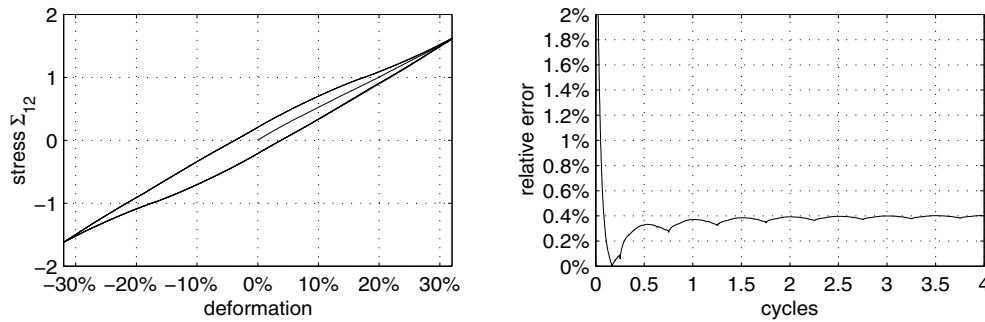 2
1
0
−1
−2
stress Σ12
−30% −20% −10% 0% 10% 20% 30%
deformation
2%
1.8%
1.6%
1.4%
1.2%
1%
0.8%
0.6%
0.4%
0.2%
0%
relative error
0 0.5 1 1.5 2 2.5 3 3.5 4
cycles